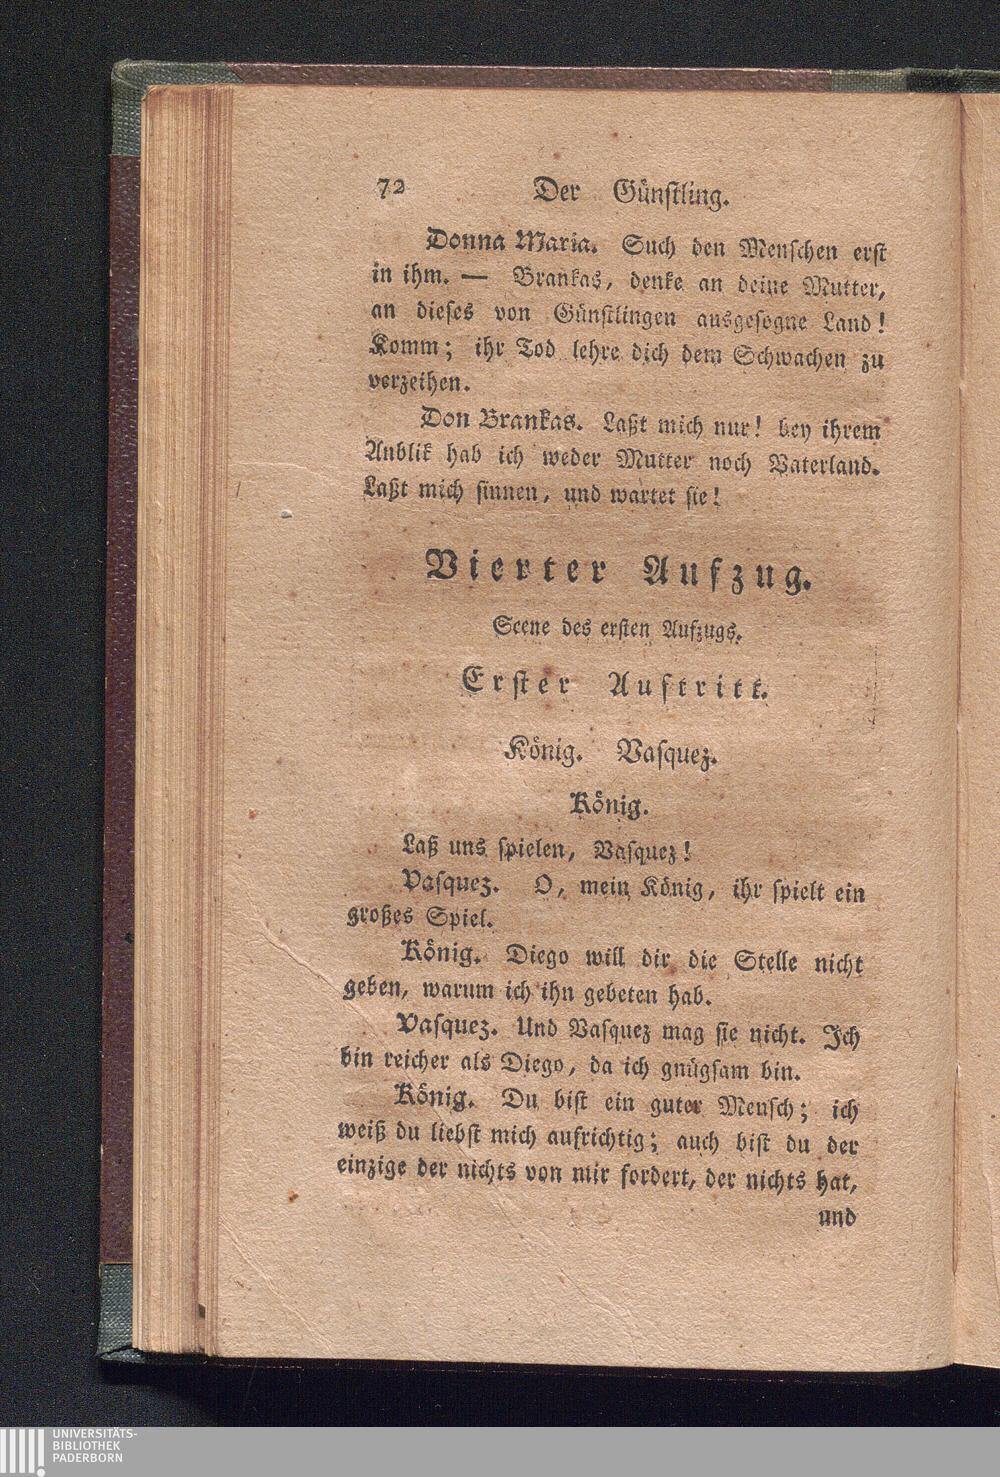 72 Der Günſtling.
Donna Maria. Such den Menſchen erſt
in ihm. — Brankas, denke an deine Mutter,
an dieſes von Günſtlingen ausgeſogne Land!
Komm; ihr Tod lehre dich dem Schwachen zu
verzeihen.
Don Brankas. Laßt mich nur! bey ihrem
Anblik hab ich weder Mutter noch Vaterland.
Laßt mich ſinnen, und wartet ſie!
Vierter Aufzug.
Scene des erſten Aufzugs.
Erſter Auftritt.
König. Vaſquez.
König.
Laß uns ſpielen, Vaſquez!
Vaſquez. O, mein König, ihr ſpielt ein
großes Spiel.
König. Diego will dir die Stelle nicht
geben, warum ich ihn gebeten hab.
Vaſquez. Und Vaſquez mag ſie nicht. Ich
bin reicher als Diego, da ich gnügſam bin.
König. Du biſt ein guter Menſch; ich
weiß du liebſt mich aufrichtig; auch biſt du der
einzige der nichts von mir fordert, der nichts hat,
und
UNIVERSITÄTS-
BIBLIOTHEK
PADERBORN